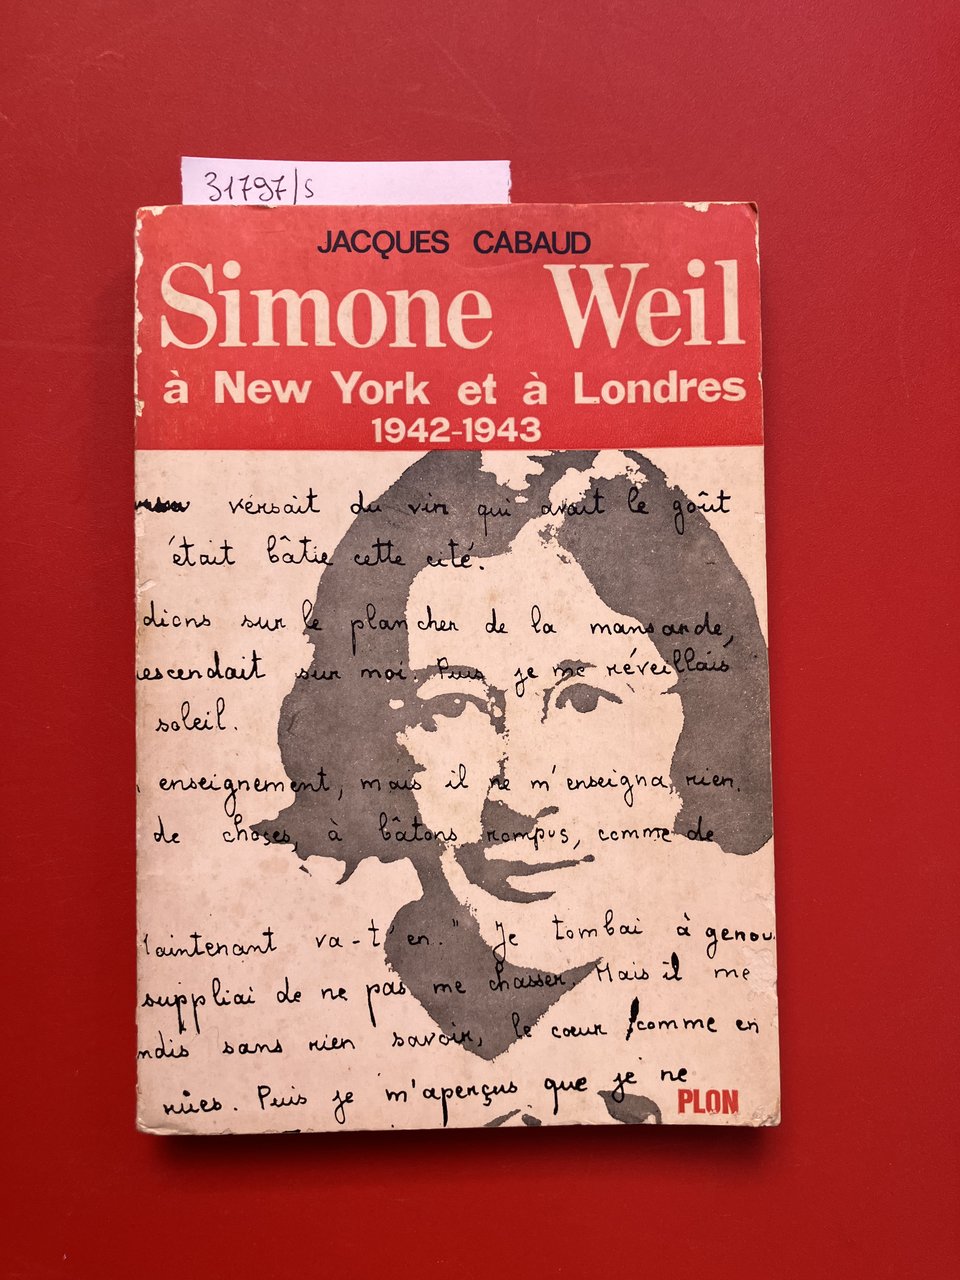 31797/s
JACQUES CABAUD
Simone Weil
à New York et à Londres
1942-1943
versait du vin qui avait le goût
était bâtie cette cité.
dions sur le plancher de la mansarde,
escendait sur moi. Puis je me réveillais
soleil.
enseignement, mais il ne m'enseigna rien.
de choses, à bâtons rompus, comme de
aintenant va-t'en." Je tombai à genou
suppliai de ne pas me chasser. Mais il me
ndis sans rien savoir, le cœur comme en
rues. Puis je m'aperçus que je ne
PLON